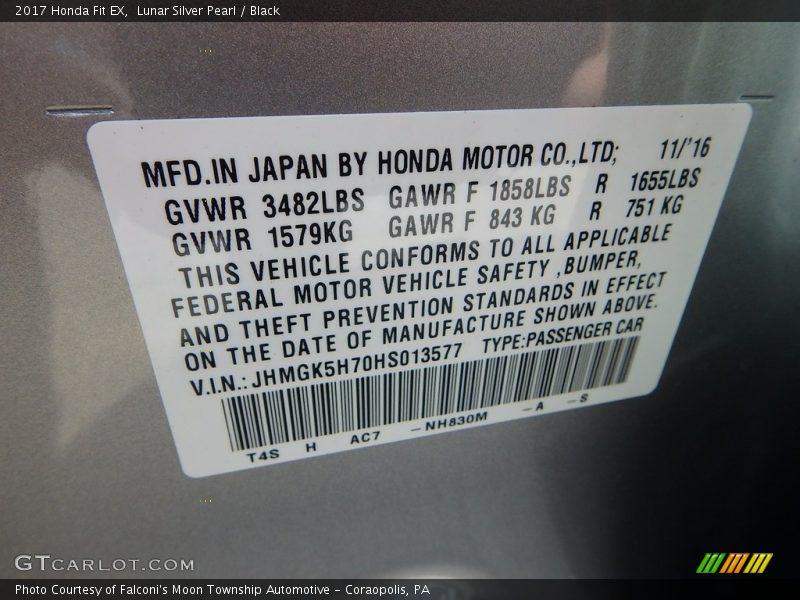 2017 Honda Fit EX,  Lunar Silver Pearl / Black
MFD.IN JAPAN BY HONDA MOTOR CO.,LTD; 11/'16
GVWR 3482LBS GAWR F 1858LBS R 1655LBS
GVWR 1579KG GAWR F 843 KG R 751 KG
THIS VEHICLE CONFORMS TO ALL APPLICABLE
FEDERAL MOTOR VEHICLE SAFETY ,BUMPER,
AND THEFT PREVENTION STANDARDS IN EFFECT
ON THE DATE OF MANUFACTURE SHOWN ABOVE.
V.I.N.: JHMGK5H70HS013577 TYPE:PASSENGER CAR
T4S H AC7 –NH830M –A –S
GTCARLOT.COM
Photo Courtesy of Falconi's Moon Township Automotive – Coraopolis, PA